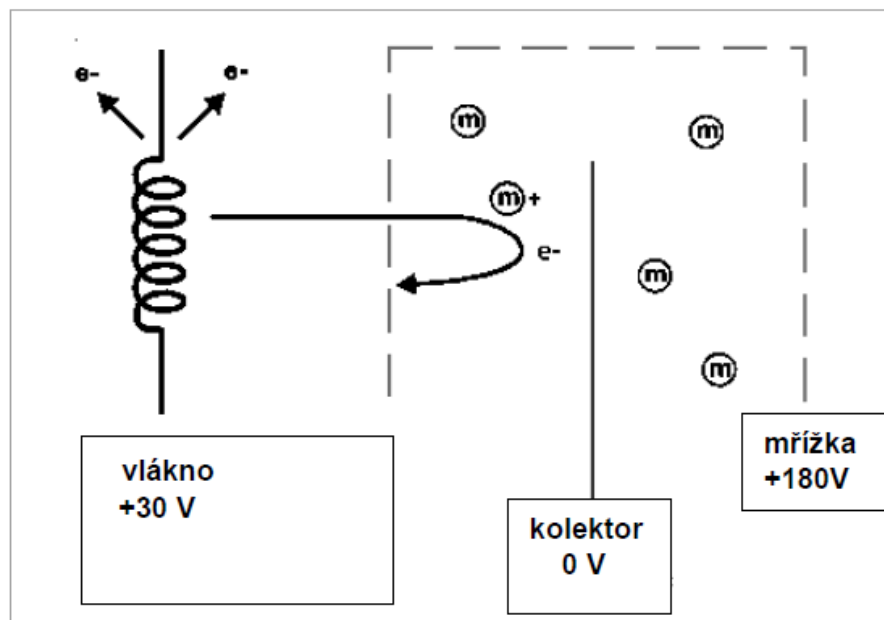 e-
e-
m
m
m+
e-
m
m
vlákno
+30 V
mřížka
+180V
kolektor
0 V